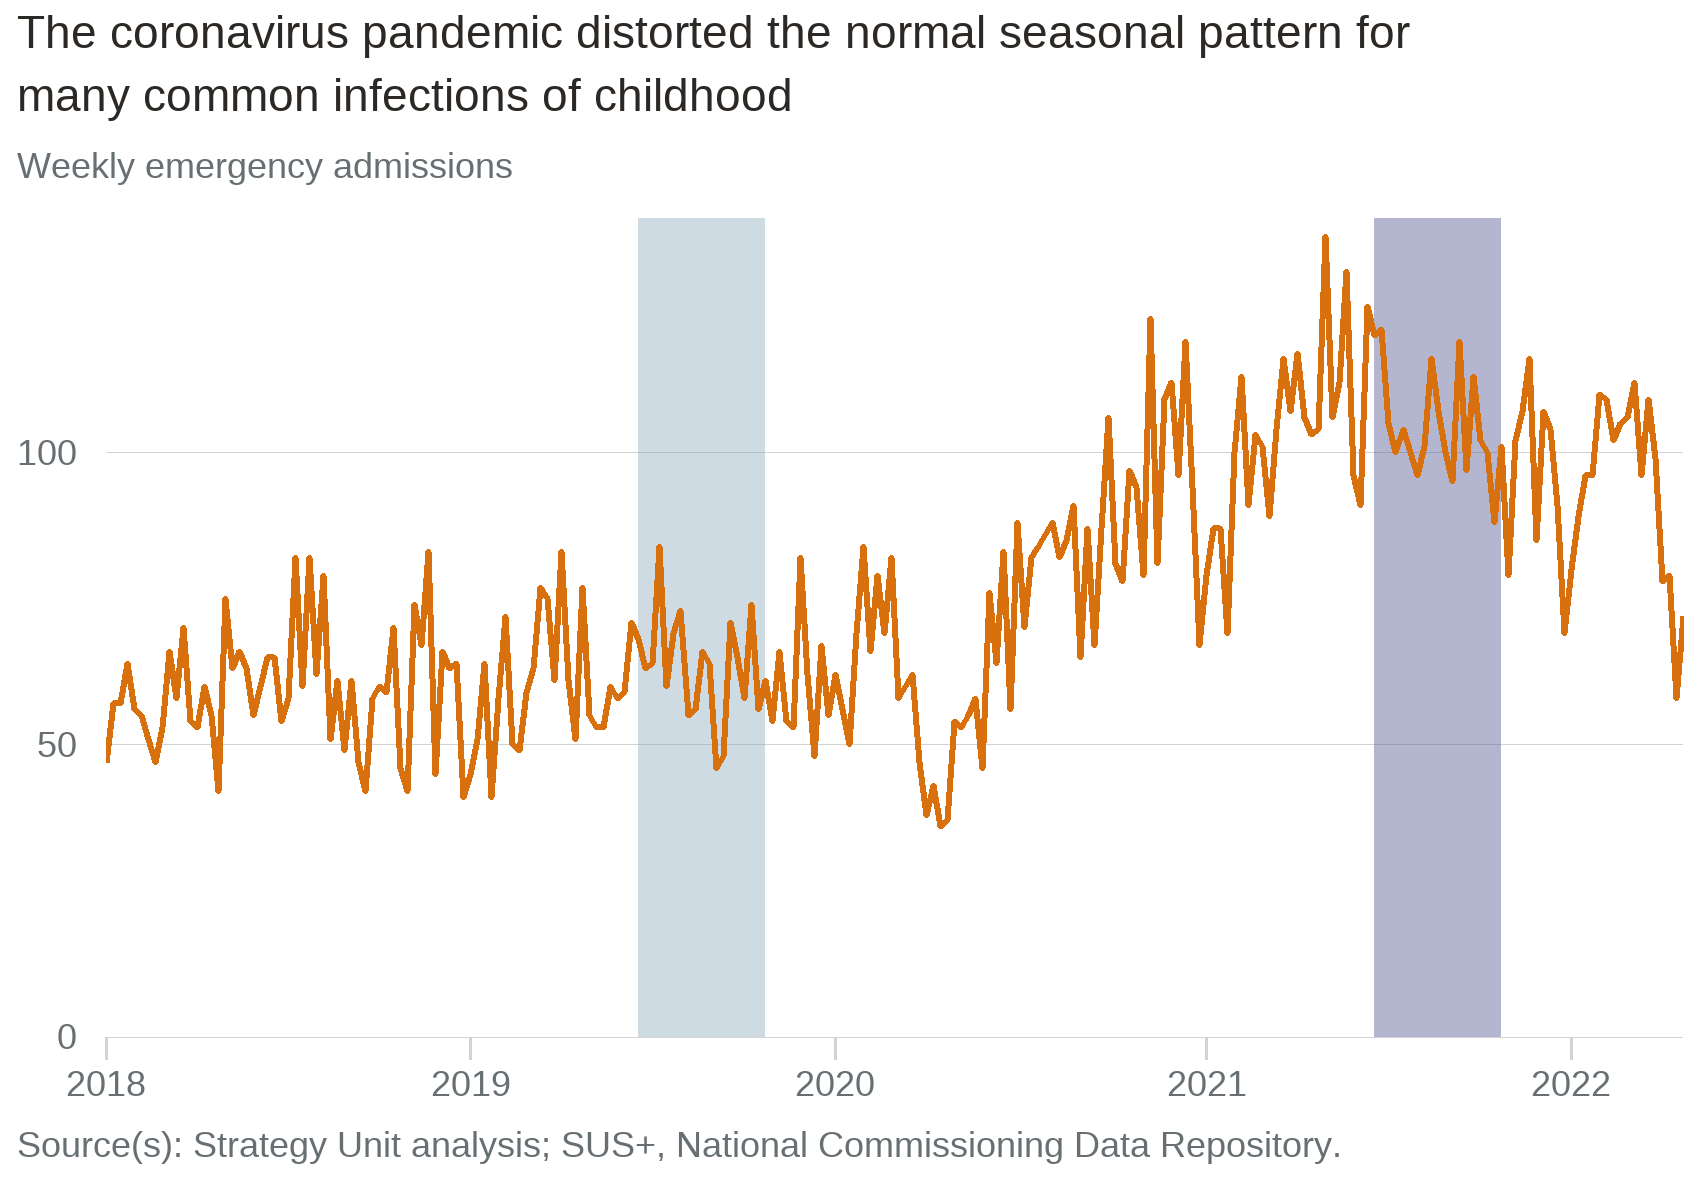 The coronavirus pandemic distorted the normal seasonal pattern for
many common infections of childhood
Weekly emergency admissions
100
50
0
2018 2019 2020 2021 2022
Source(s): Strategy Unit analysis; SUS+, National Commissioning Data Repository.